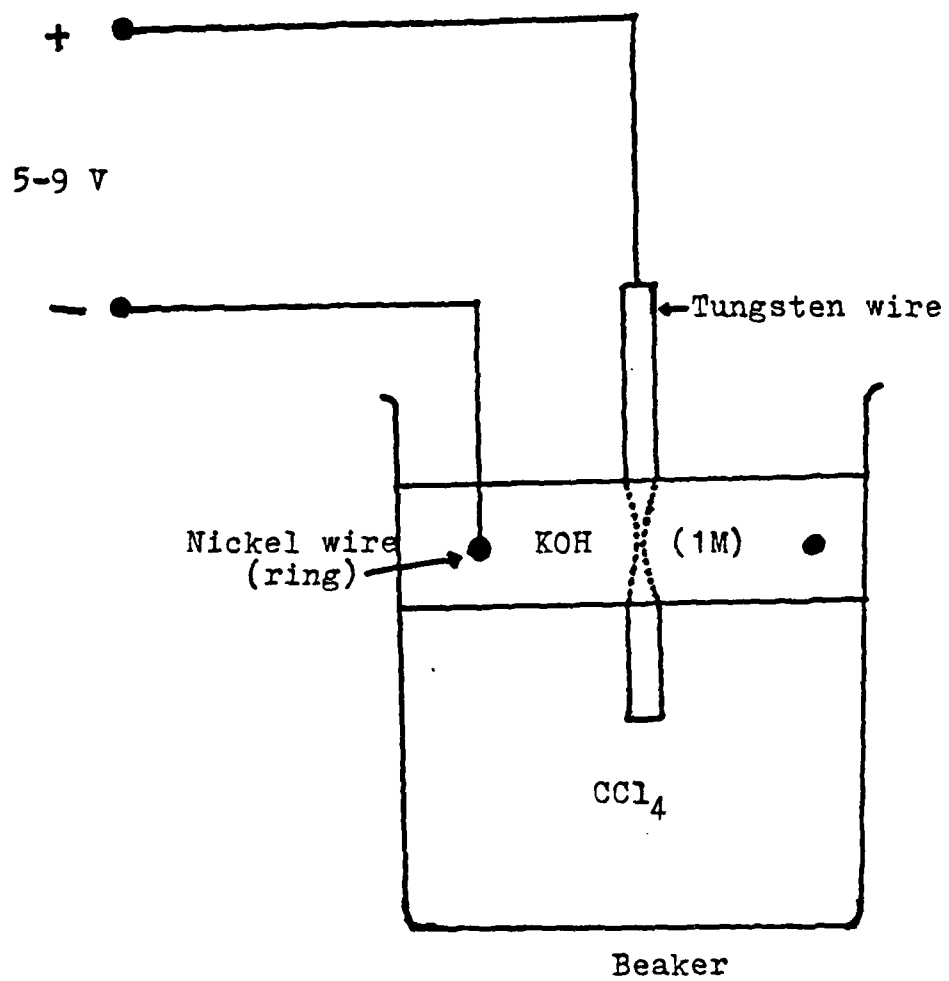 +
5-9 V
−
Tungsten wire
Nickel wire
(ring)
KOH (1M)
CCl₄
Beaker